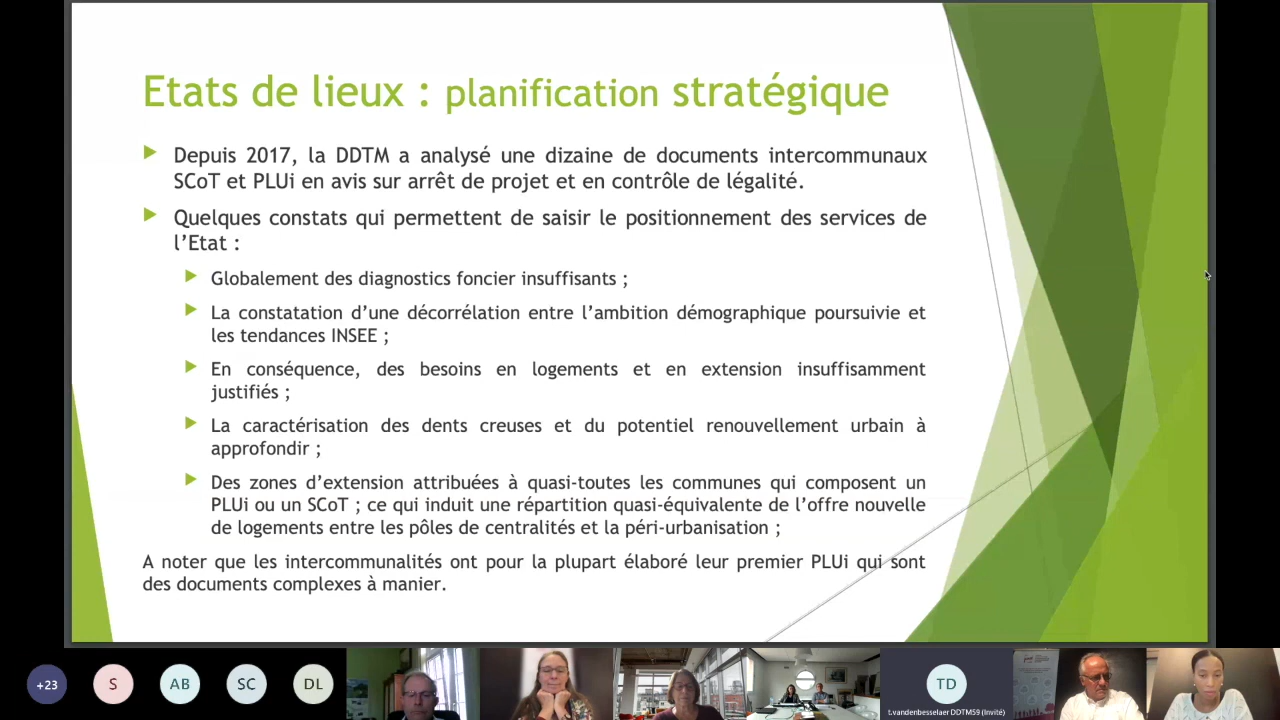 Etats de lieux : planification stratégique
Depuis 2017, la DDTM a analysé une dizaine de documents intercommunaux
SCoT et PLUi en avis sur arrêt de projet et en contrôle de légalité.
Quelques constats qui permettent de saisir le positionnement des services de
l’Etat :
Globalement des diagnostics foncier insuffisants ;
La constatation d’une décorrélation entre l’ambition démographique poursuivie et
les tendances INSEE ;
En conséquence, des besoins en logements et en extension insuffisamment
justifiés ;
La caractérisation des dents creuses et du potentiel renouvellement urbain à
approfondir ;
Des zones d’extension attribuées à quasi-toutes les communes qui composent un
PLUi ou un SCoT ; ce qui induit une répartition quasi-équivalente de l’offre nouvelle
de logements entre les pôles de centralités et la péri-urbanisation ;
A noter que les intercommunalités ont pour la plupart élaboré leur premier PLUi qui sont
des documents complexes à manier.
+23 S AB SC DL TD
t.vandenbesselaer DDTM59 (Invité)